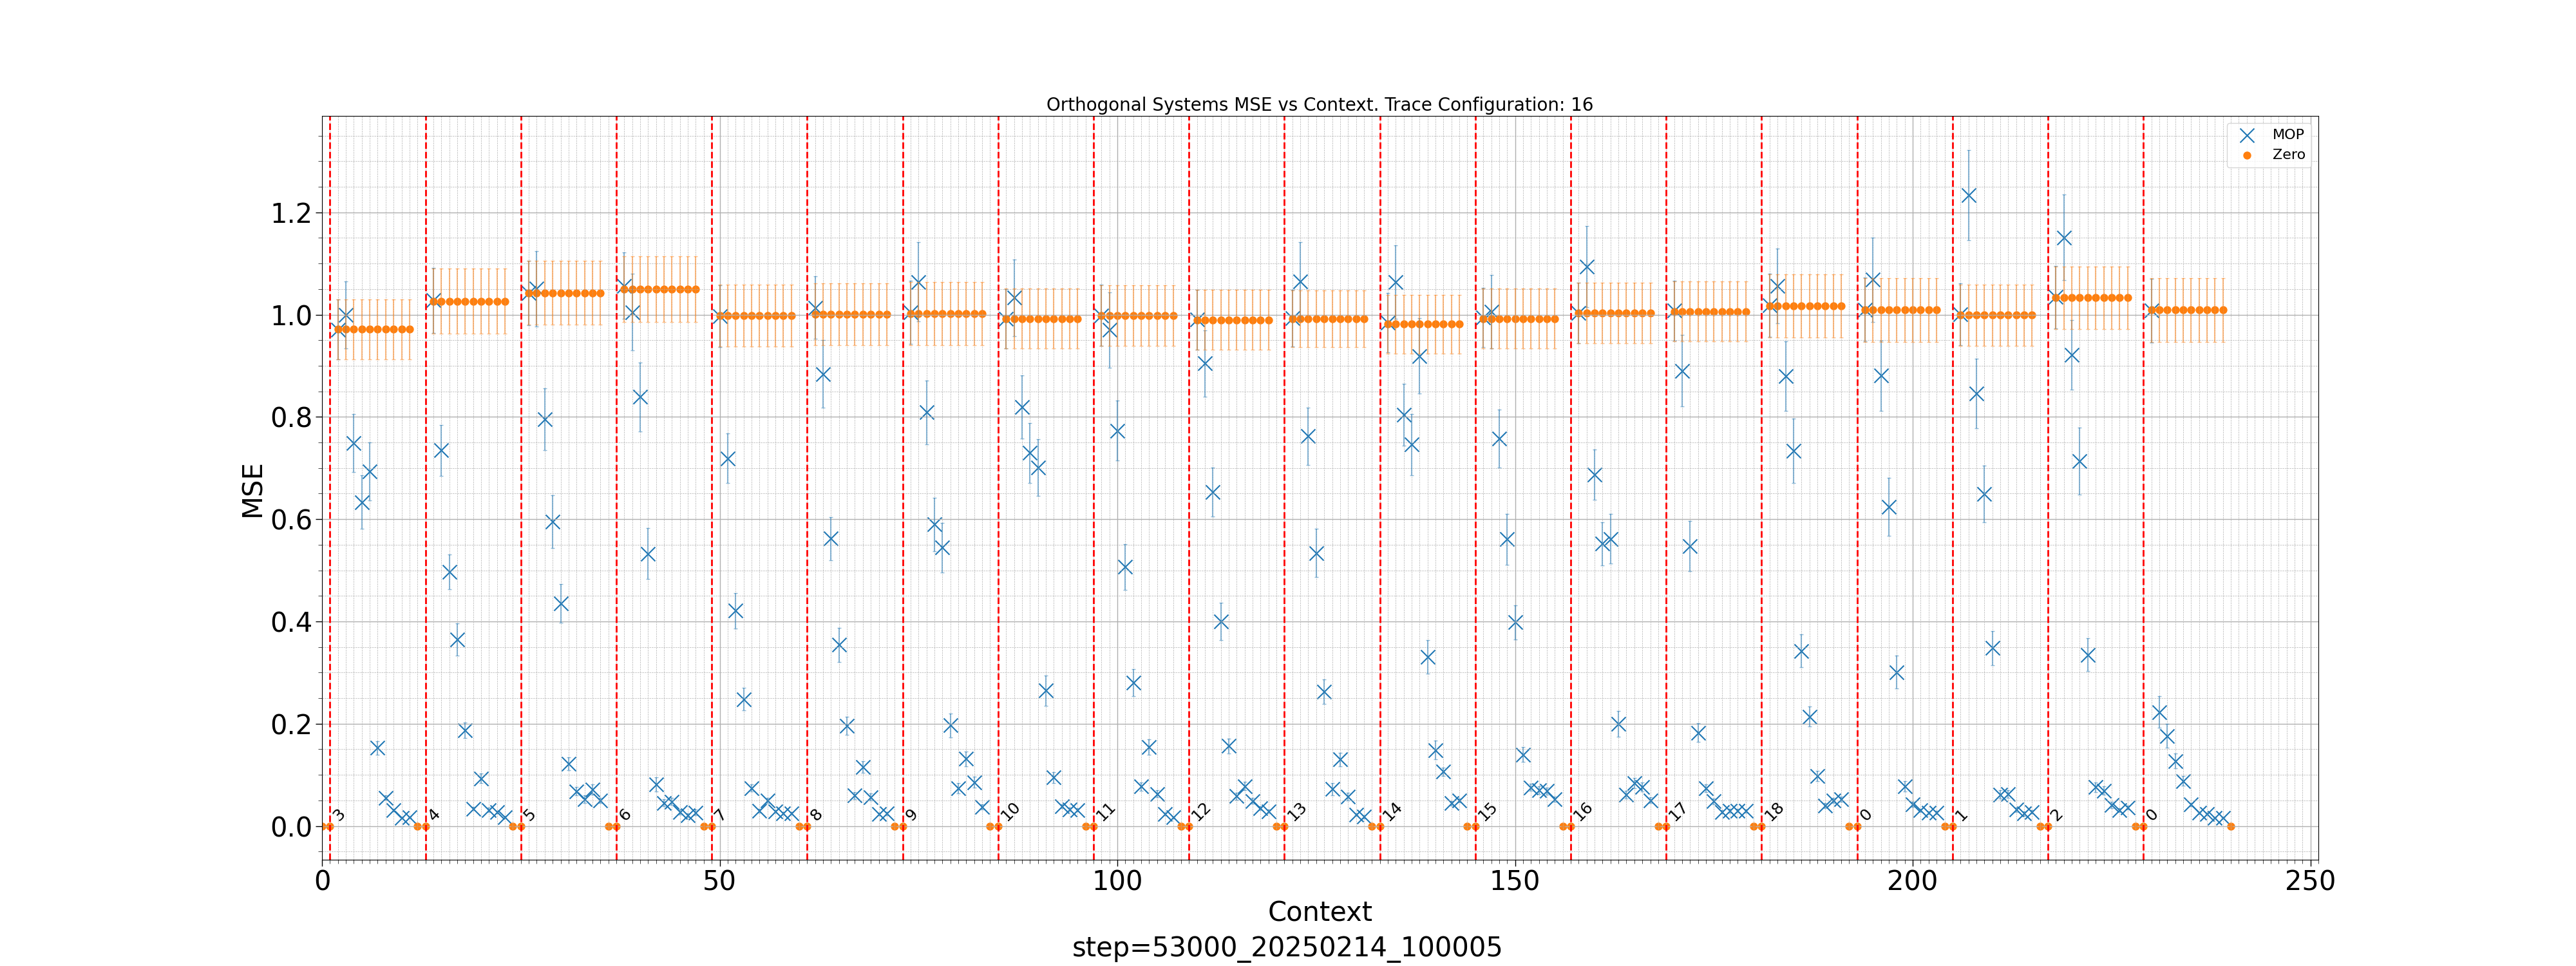 Orthogonal Systems MSE vs Context. Trace Configuration: 16
MOP
Zero
MSE
1.2
1.0
0.8
0.6
0.4
0.2
0.0
3 4 5 6 7 8 9 10 11 12 13 14 15 16 17 18 0 1 2 0
0 50 100 150 200 250
Context
step=53000_20250214_100005